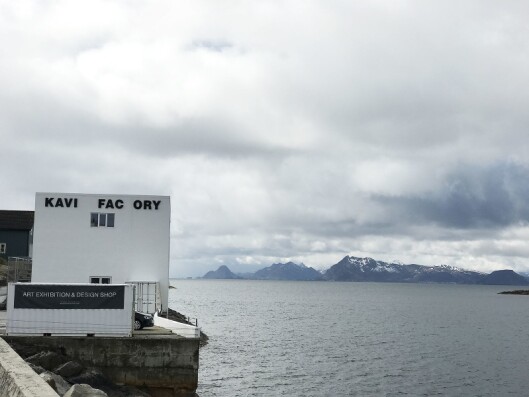 KAVI FAC ORY
ART EXHIBITION & DESIGN SHOP